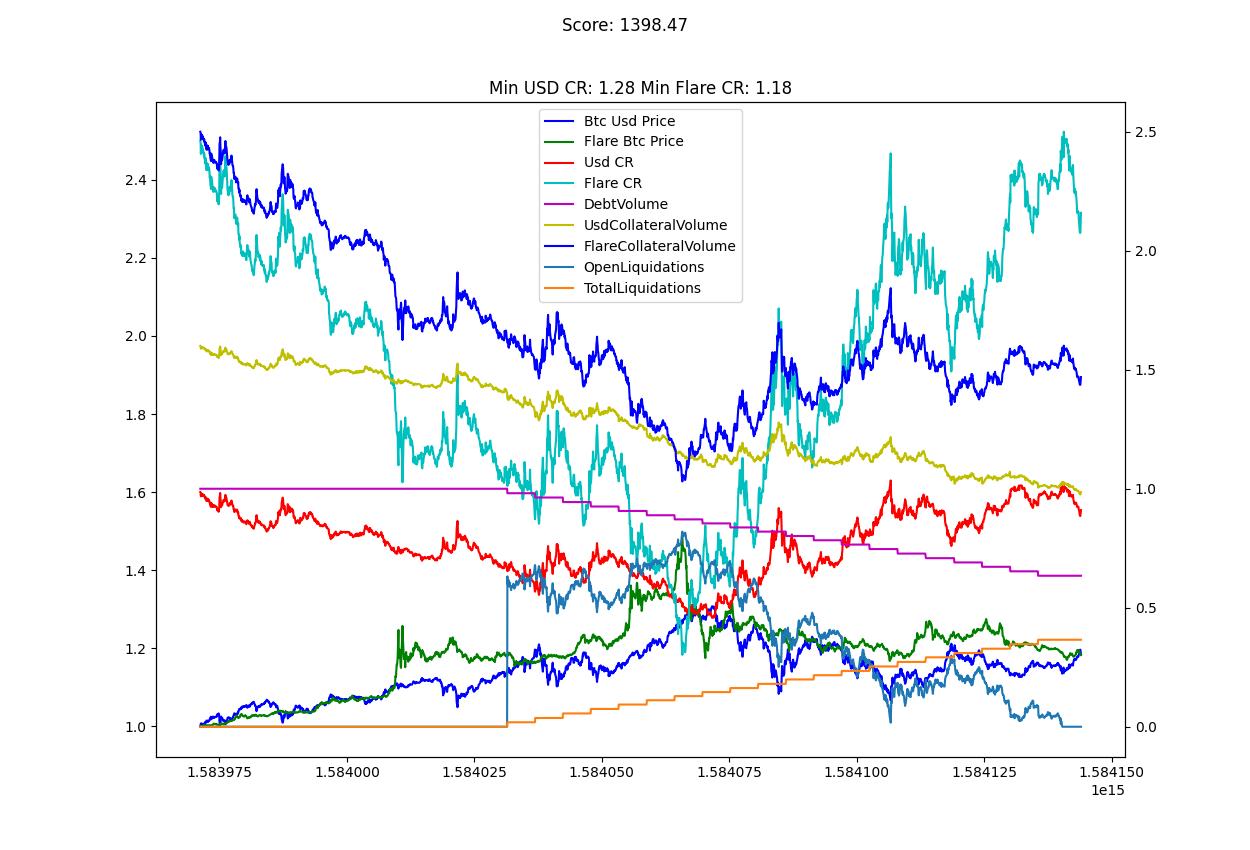 Score: 1398.47
Min USD CR: 1.28 Min Flare CR: 1.18
Btc Usd Price
Flare Btc Price
Usd CR
Flare CR
DebtVolume
UsdCollateralVolume
FlareCollateralVolume
OpenLiquidations
TotalLiquidations
2.4
2.2
2.0
1.8
1.6
1.4
1.2
1.0
2.5
2.0
1.5
1.0
0.5
0.0
1.583975 1.584000 1.584025 1.584050 1.584075 1.584100 1.584125 1.584150
1e15